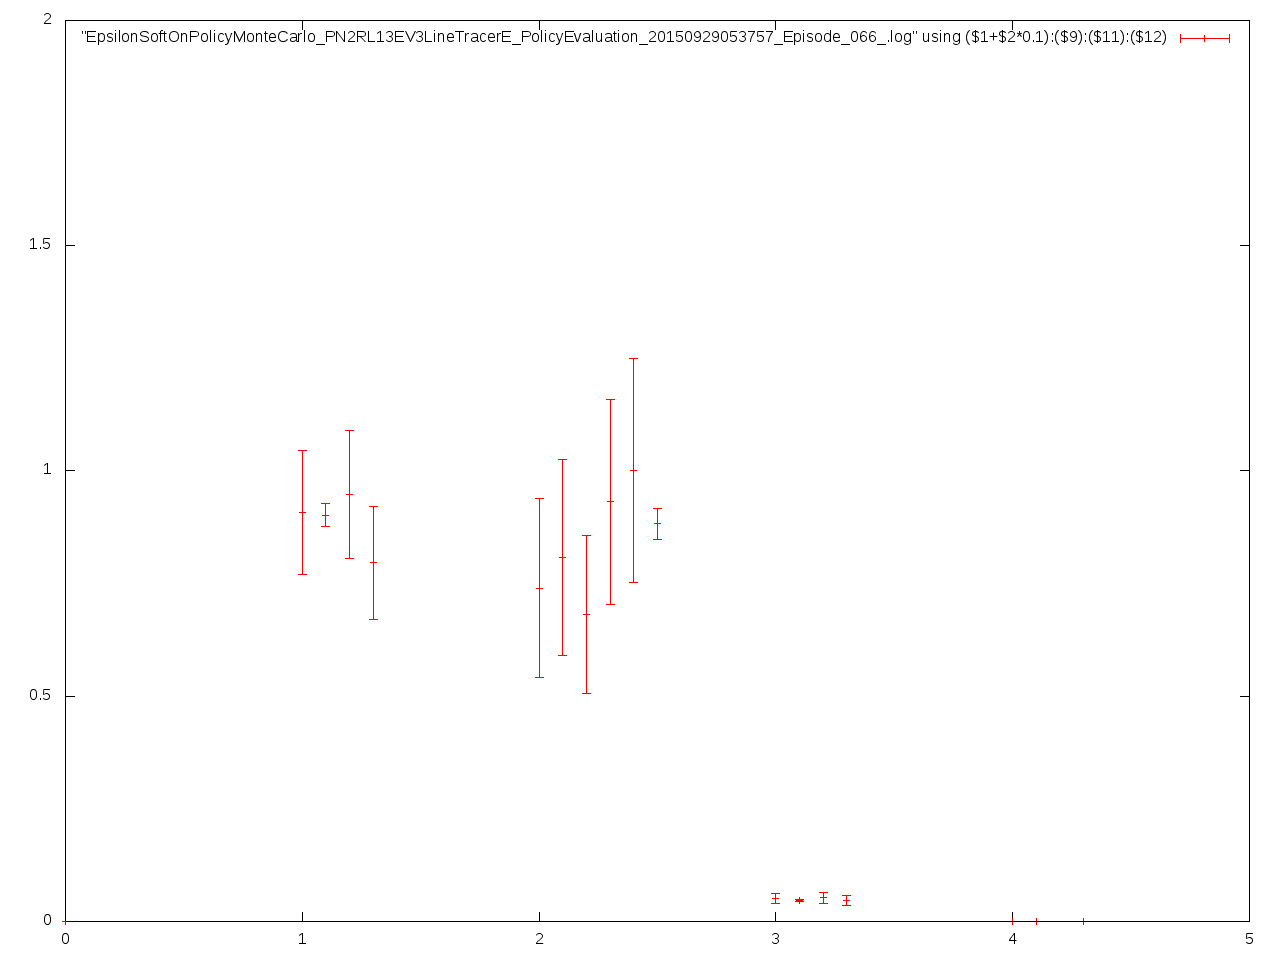 2
"EpsilonSoftOnPolicyMonteCarlo_PN2RL13EV3LineTracerE_PolicyEvaluation_20150929053757_Episode_066_.log" using ($1+$2*0.1):($9):($11):($12)
1.5
1
0.5
0
0 1 2 3 4 5